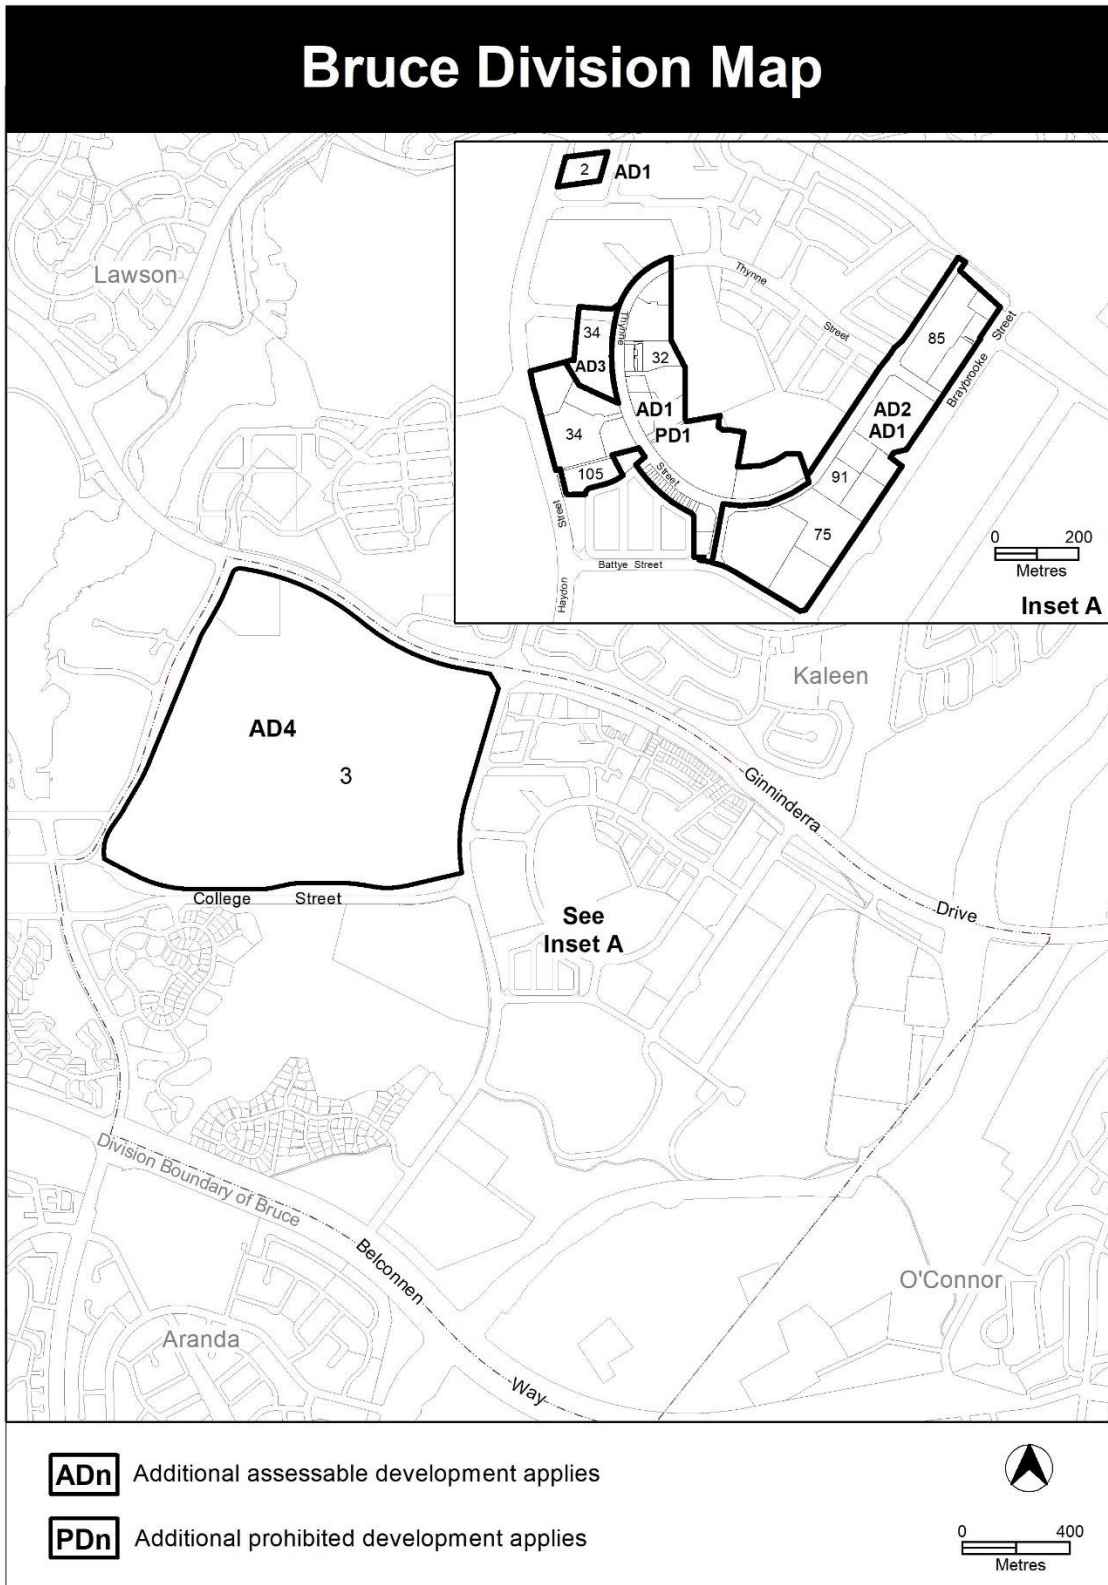 Bruce Division Map
2
AD1
Lawson
Thynne
Street
34
AD3
Thynne
32
85
Braybrooke Street
AD1
PD1
AD2
AD1
34
105
Street
91
75
Street
Haydon
Battye Street
0 200
Metres
Inset A
Kaleen
AD4
3
Ginninderra
Drive
College Street
See
Inset A
Division Boundary of Bruce
Belconnen
Way
O'Connor
Aranda
ADn Additional assessable development applies
PDn Additional prohibited development applies
0 400
Metres